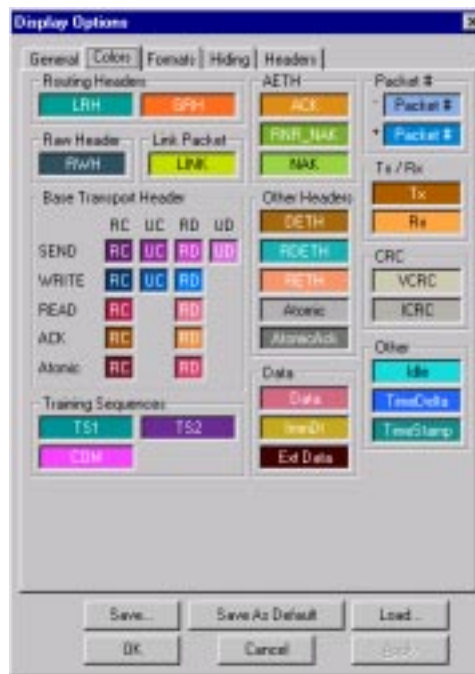 Display Options
General Colors Formats Hiding Headers
Routing Headers
LRH GRH
Raw Header Link Packet
RWH LINK
Base Transport Header
RC UC RD UD
SEND RC UC RD UD
WRITE RC UC RD
READ RC RD
ACK RC RD
Atomic RC RD
Training Sequences
TS1 TS2
AETH
ACK
RNR_NAK
NAK
Other Headers
DETH
RDETH
RETH
Atomic
AtomicAck
Data
Data
ImmDt
Ext Data
Packet #
- Packet #
+ Packet #
Tx / Rx
Tx
Rx
CRC
VCRC
ICRC
Other
Idle
TimeDelta
TimeStamp
Save... Save As Default Load...
OK Cancel Apply